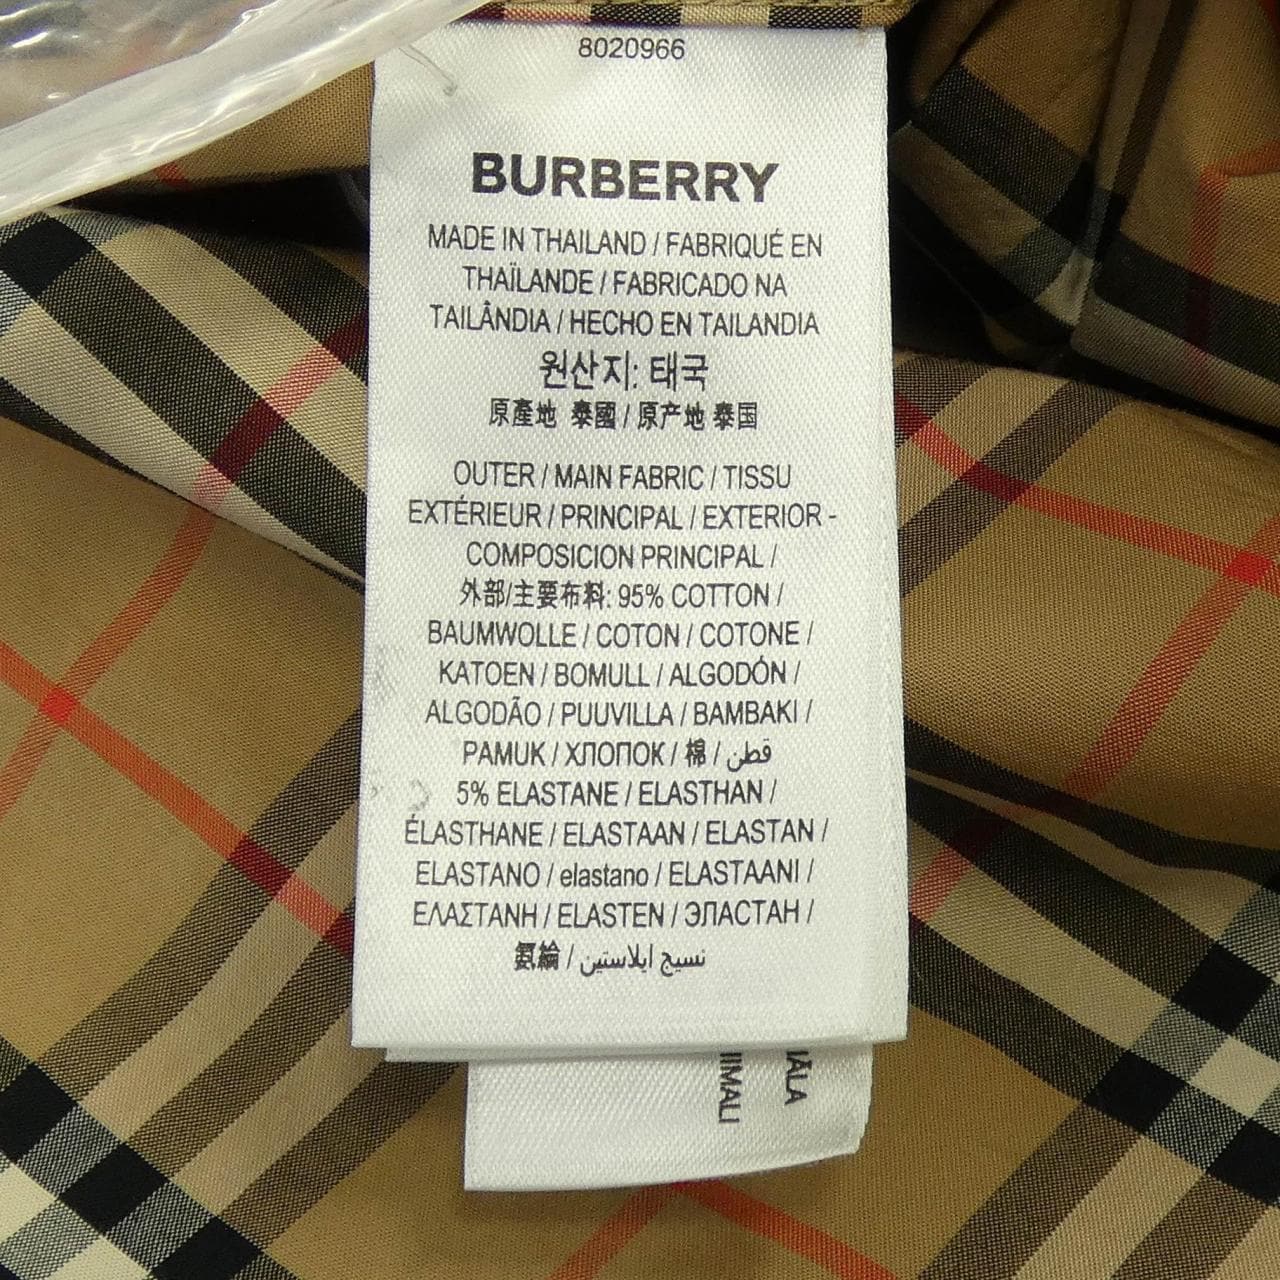 8020966
BURBERRY
MADE IN THAILAND / FABRIQUÉ EN
THAÏLANDE / FABRICADO NA
TAILÂNDIA / HECHO EN TAILANDIA
원산지: 태국
原產地 泰國 / 原产地 泰国
OUTER / MAIN FABRIC / TISSU
EXTÉRIEUR / PRINCIPAL / EXTERIOR -
COMPOSICION PRINCIPAL /
外部/主要布料: 95% COTTON /
BAUMWOLLE / COTON / COTONE /
KATOEN / BOMULL / ALGODÓN /
ALGODÃO / PUUVILLA / BAMBAKI /
PAMUK / ХЛОПОК / 棉 / قطن
5% ELASTANE / ELASTHAN /
ÉLASTHANE / ELASTAAN / ELASTAN /
ELASTANO / elastano / ELASTAANI /
ΕΛΑΣΤΑΝΗ / ELASTEN / ЭЛАСТАН /
氨綸 / نسيج ايلاستين